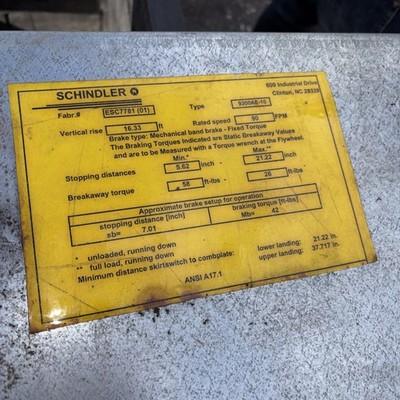 SCHINDLER
600 Industrial Drive
Clinton, NC 28328
Fabr.# ESC7781 (01) Type 9300AE-10
Vertical rise 16.33 ft Rated speed 90 FPM
Brake type: Mechanical band brake - Fixed Torque
The Braking Torques Indicated are Static Breakaway Values
and are to be Measured with a Torque wrench at the Flywheel.
Min.* Max.**
Stopping distances 5.62 inch 21.22 inch
Breakaway torque 58 ft-lbs 26 ft-lbs
Approximate brake setup for operation
stopping distance [inch] braking torque [ft-lbs]
sb= 7.01 Mb= 42
* unloaded, running down
** full load, running down
Minimum distance skirtswitch to combplate: lower landing: 21.22 in.
upper landing: 37.717 in.
ANSI A17.1